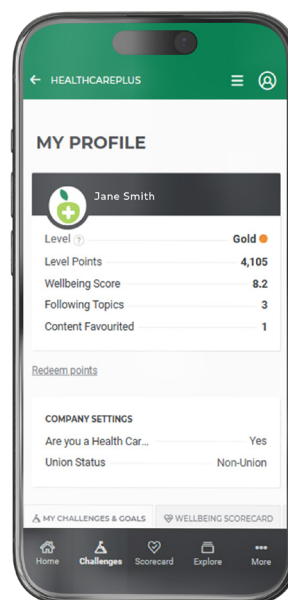 HEALTHCAREPLUS
MY PROFILE
Jane Smith
Level ? Gold
Level Points 4,105
Wellbeing Score 8.2
Following Topics 3
Content Favourited 1
Redeem points
COMPANY SETTINGS
Are you a Health Car... Yes
Union Status Non-Union
MY CHALLENGES & GOALS WELLBEING SCORECARD
Home Challenges Scorecard Explore More